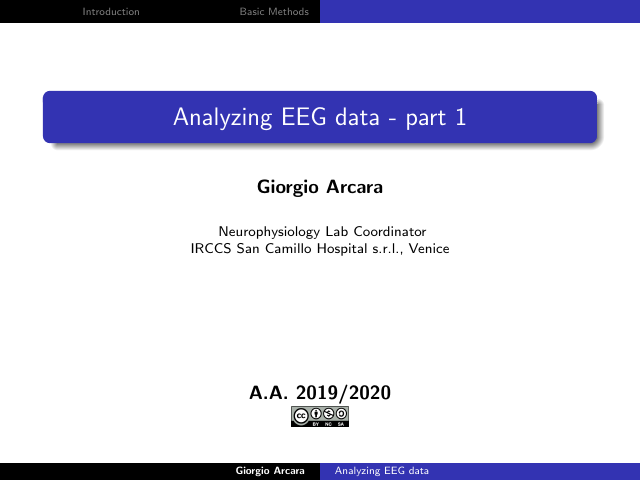 Introduction Basic Methods
Analyzing EEG data - part 1
Giorgio Arcara
Neurophysiology Lab Coordinator
IRCCS San Camillo Hospital s.r.l., Venice
A.A. 2019/2020
cc
BY NC SA
Giorgio Arcara Analyzing EEG data